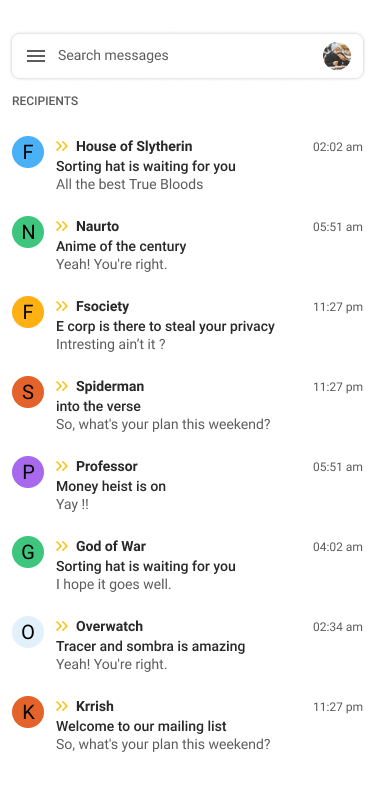 Search messages
RECIPIENTS
F House of Slytherin 02:02 am
Sorting hat is waiting for you
All the best True Bloods
N Naurto 05:51 am
Anime of the century
Yeah! You're right.
F Fsociety 11:27 pm
E corp is there to steal your privacy
Intresting ain’t it ?
S Spiderman 11:27 pm
into the verse
So, what's your plan this weekend?
P Professor 05:51 am
Money heist is on
Yay !!
G God of War 04:02 am
Sorting hat is waiting for you
I hope it goes well.
O Overwatch 02:34 am
Tracer and sombra is amazing
Yeah! You're right.
K Krrish 11:27 pm
Welcome to our mailing list
So, what's your plan this weekend?